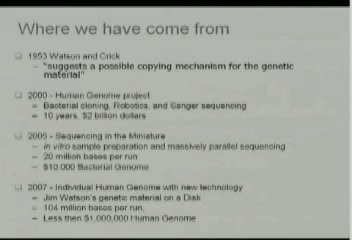 Where we have come from
1953 Watson and Crick
– "suggests a possible copying mechanism for the genetic
material"
2000 - Human Genome project
– Bacterial cloning, Robotics, and Sanger sequencing
– 10 years, $2 billion dollars
2005 - Sequencing in the Miniature
– in vitro sample preparation and massively parallel sequencing
– 20 million bases per run
– $10,000 Bacterial Genome
2007 - Individual Human Genome with new technology
– Jim Watson's genetic material on a Disk
– 104 million bases per run,
– Less then $1,000,000 Human Genome